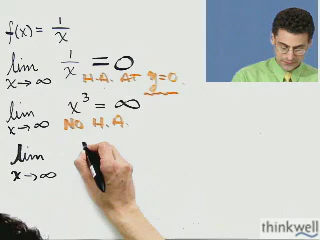 f(x) = 1/x
lim x→∞ 1/x = 0
H.A. AT y=0
lim x→∞ x³ = ∞
NO H.A.
lim x→∞
thinkwell